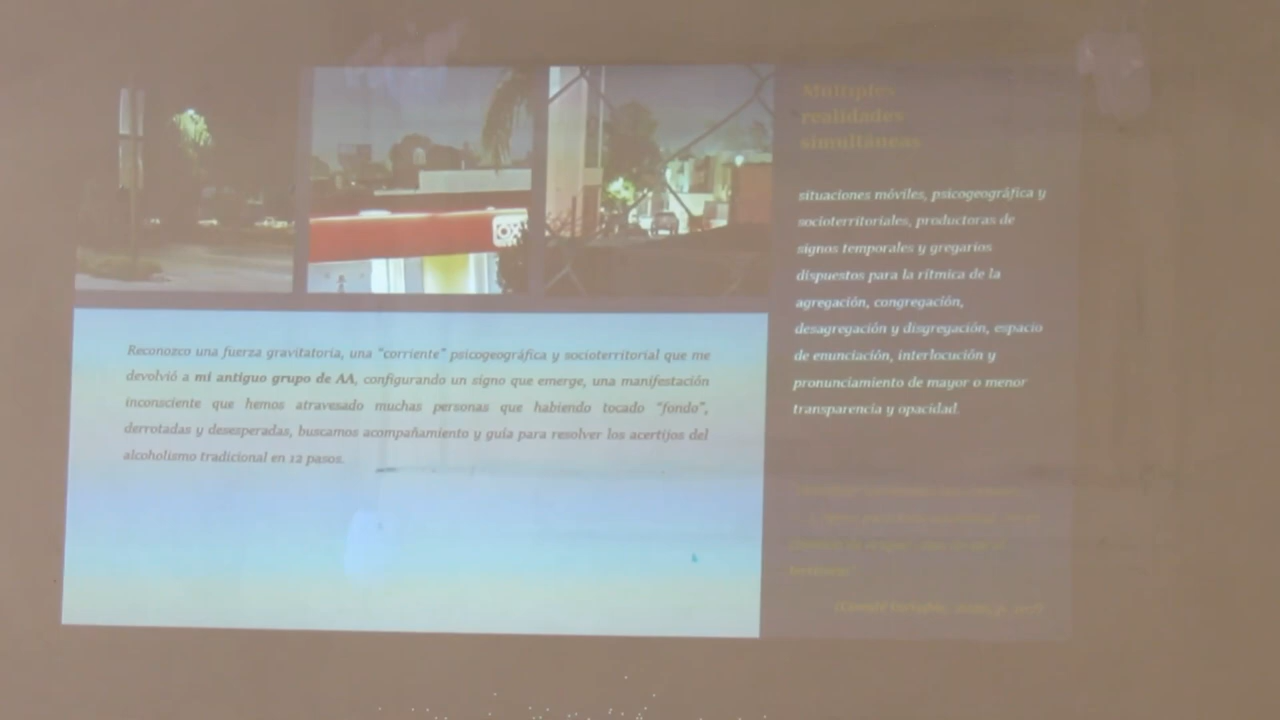 Múltiples
realidades
simultáneas
situaciones móviles, psicogeográfica y
socioterritoriales, productoras de
signos temporales y gregarios
dispuestos para la rítmica de la
agregación, congregación,
desagregación y disgregación, espacio
de enunciación, interlocución y
pronunciamiento de mayor o menor
transparencia y opacidad.
Reconozco una fuerza gravitatoria, una "corriente" psicogeográfica y socioterritorial que me
devolvió a mi antiguo grupo de AA, configurando un signo que emerge, una manifestación
inconsciente que hemos atravesado muchas personas que habiendo tocado "fondo",
derrotadas y desesperadas, buscamos acompañamiento y guía para resolver los acertijos del
alcoholismo tradicional en 12 pasos.